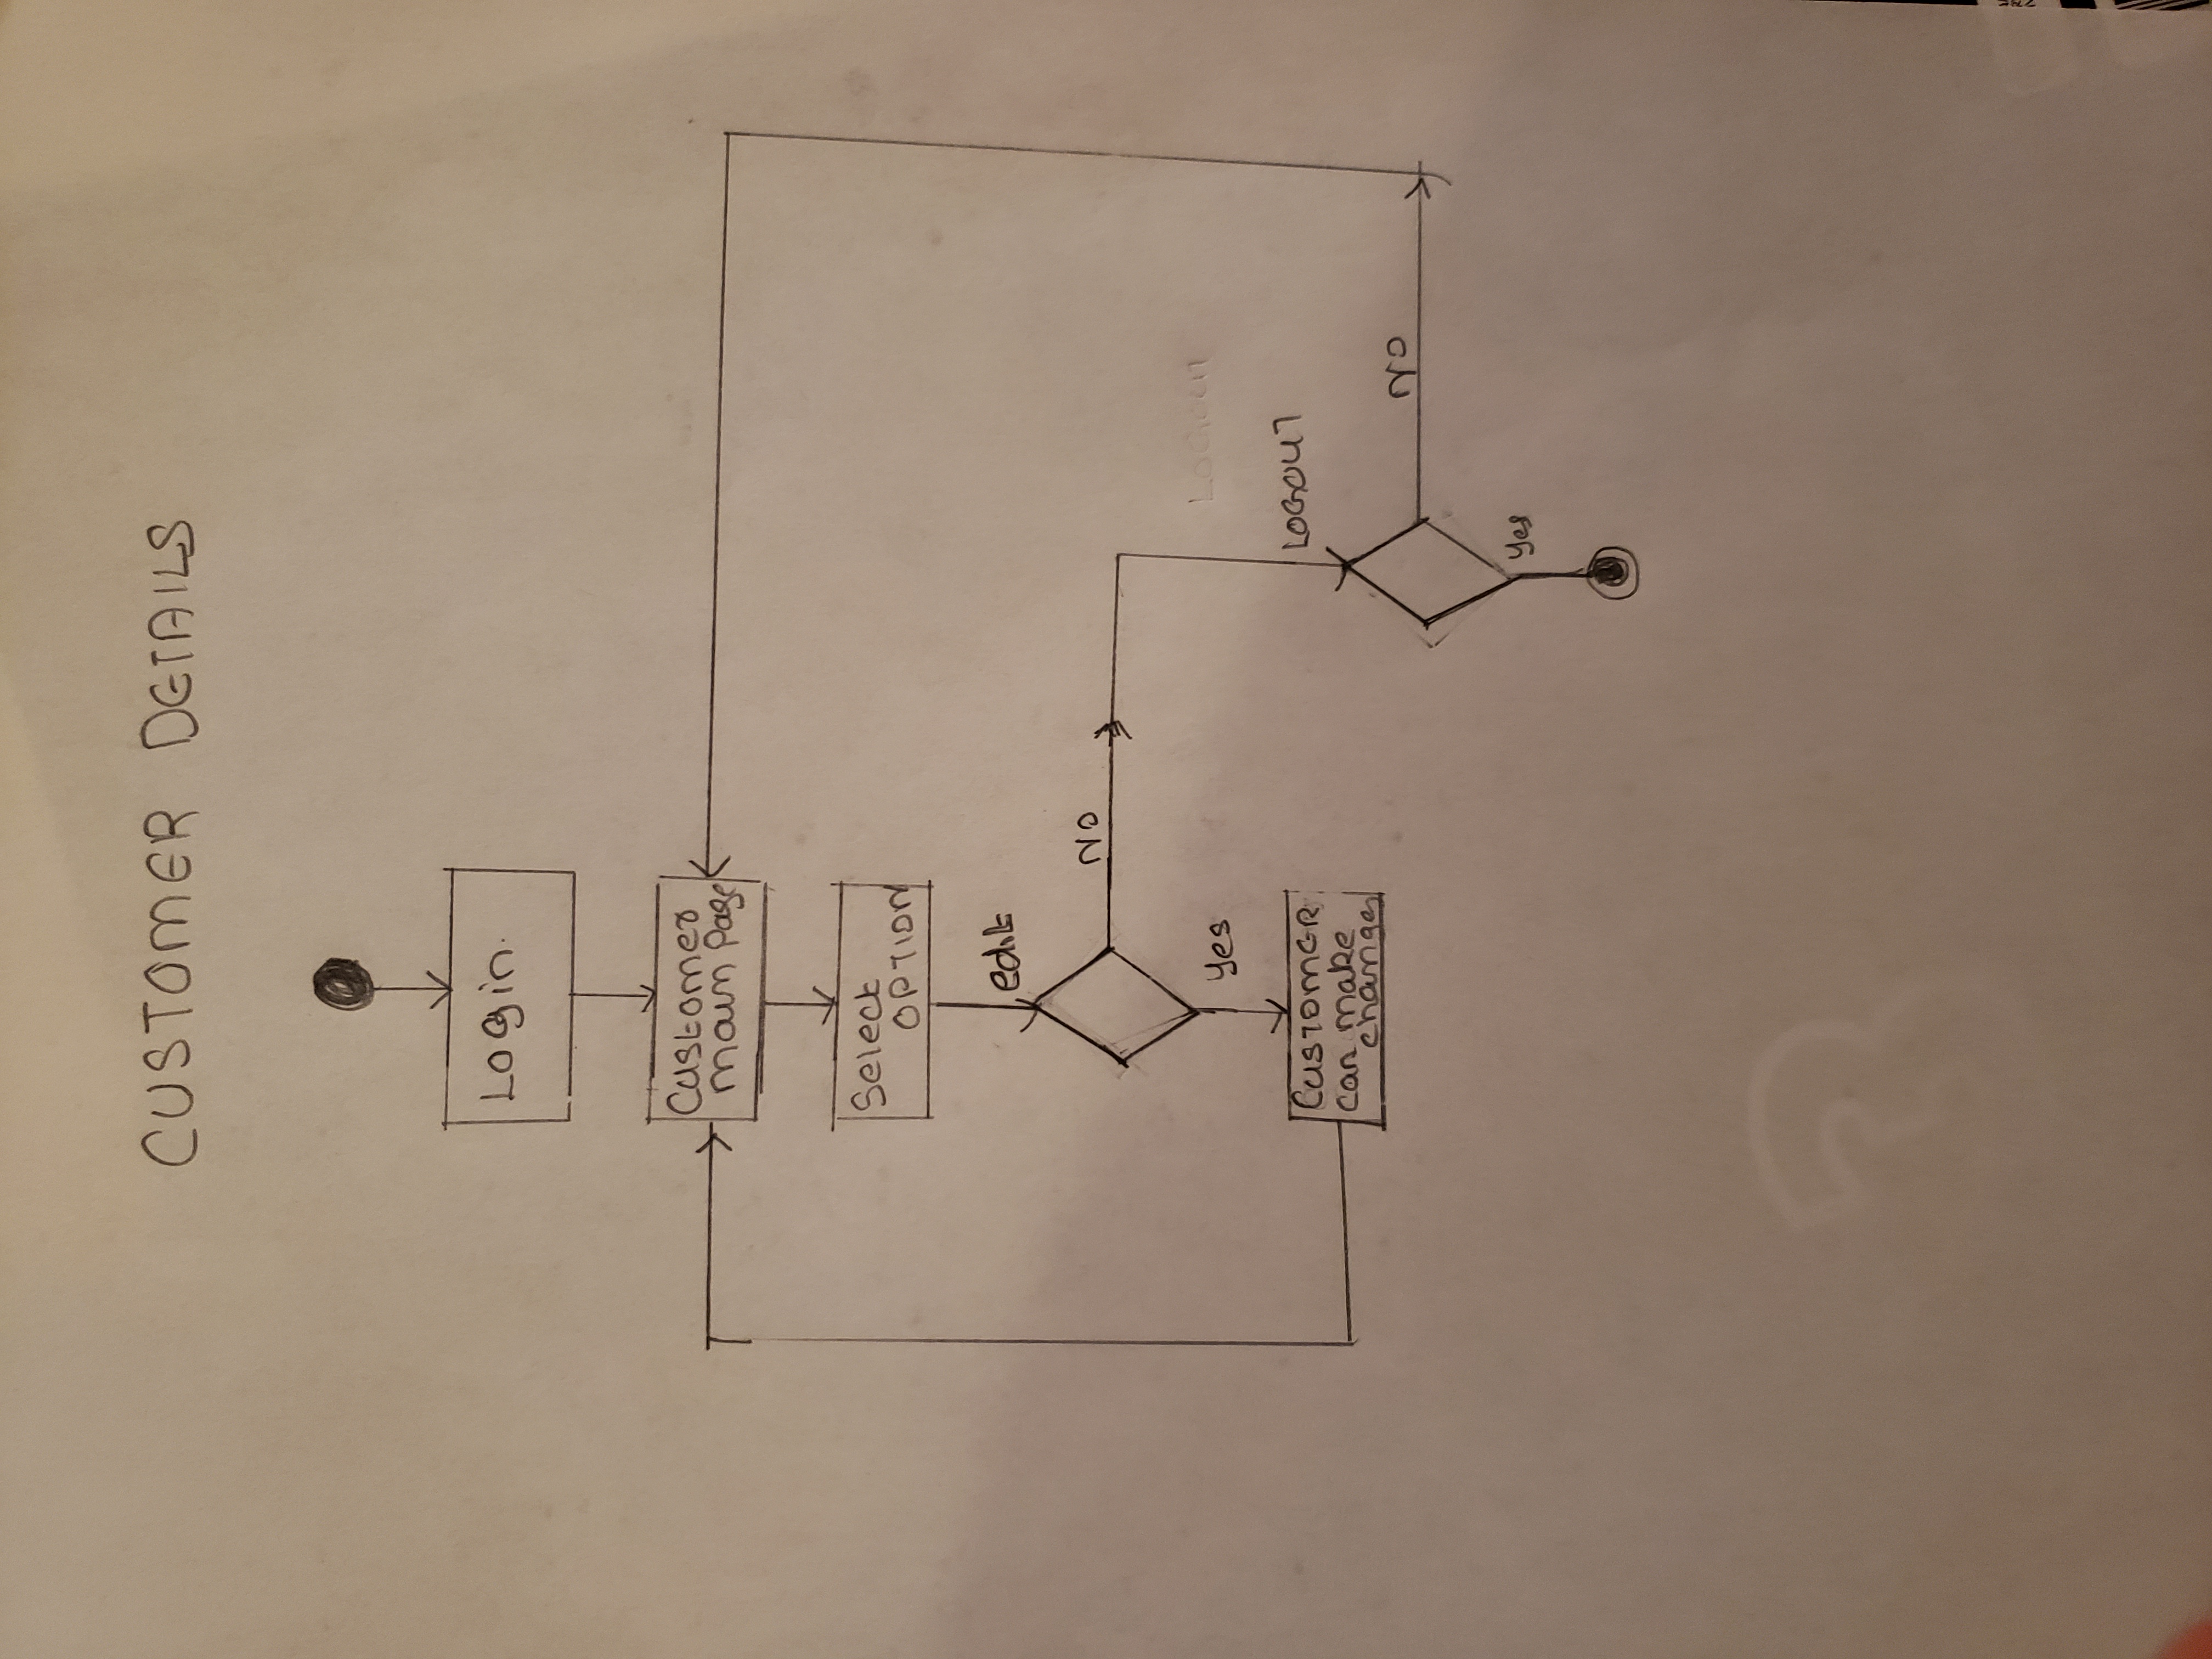 CUSTOMER DETAILS
Login.
Customer
main Page
Select
OPTION
edit
NO
Yes
LOGOUT
LOGOUT
CUSTOMER
can make
changes
NO
Yes